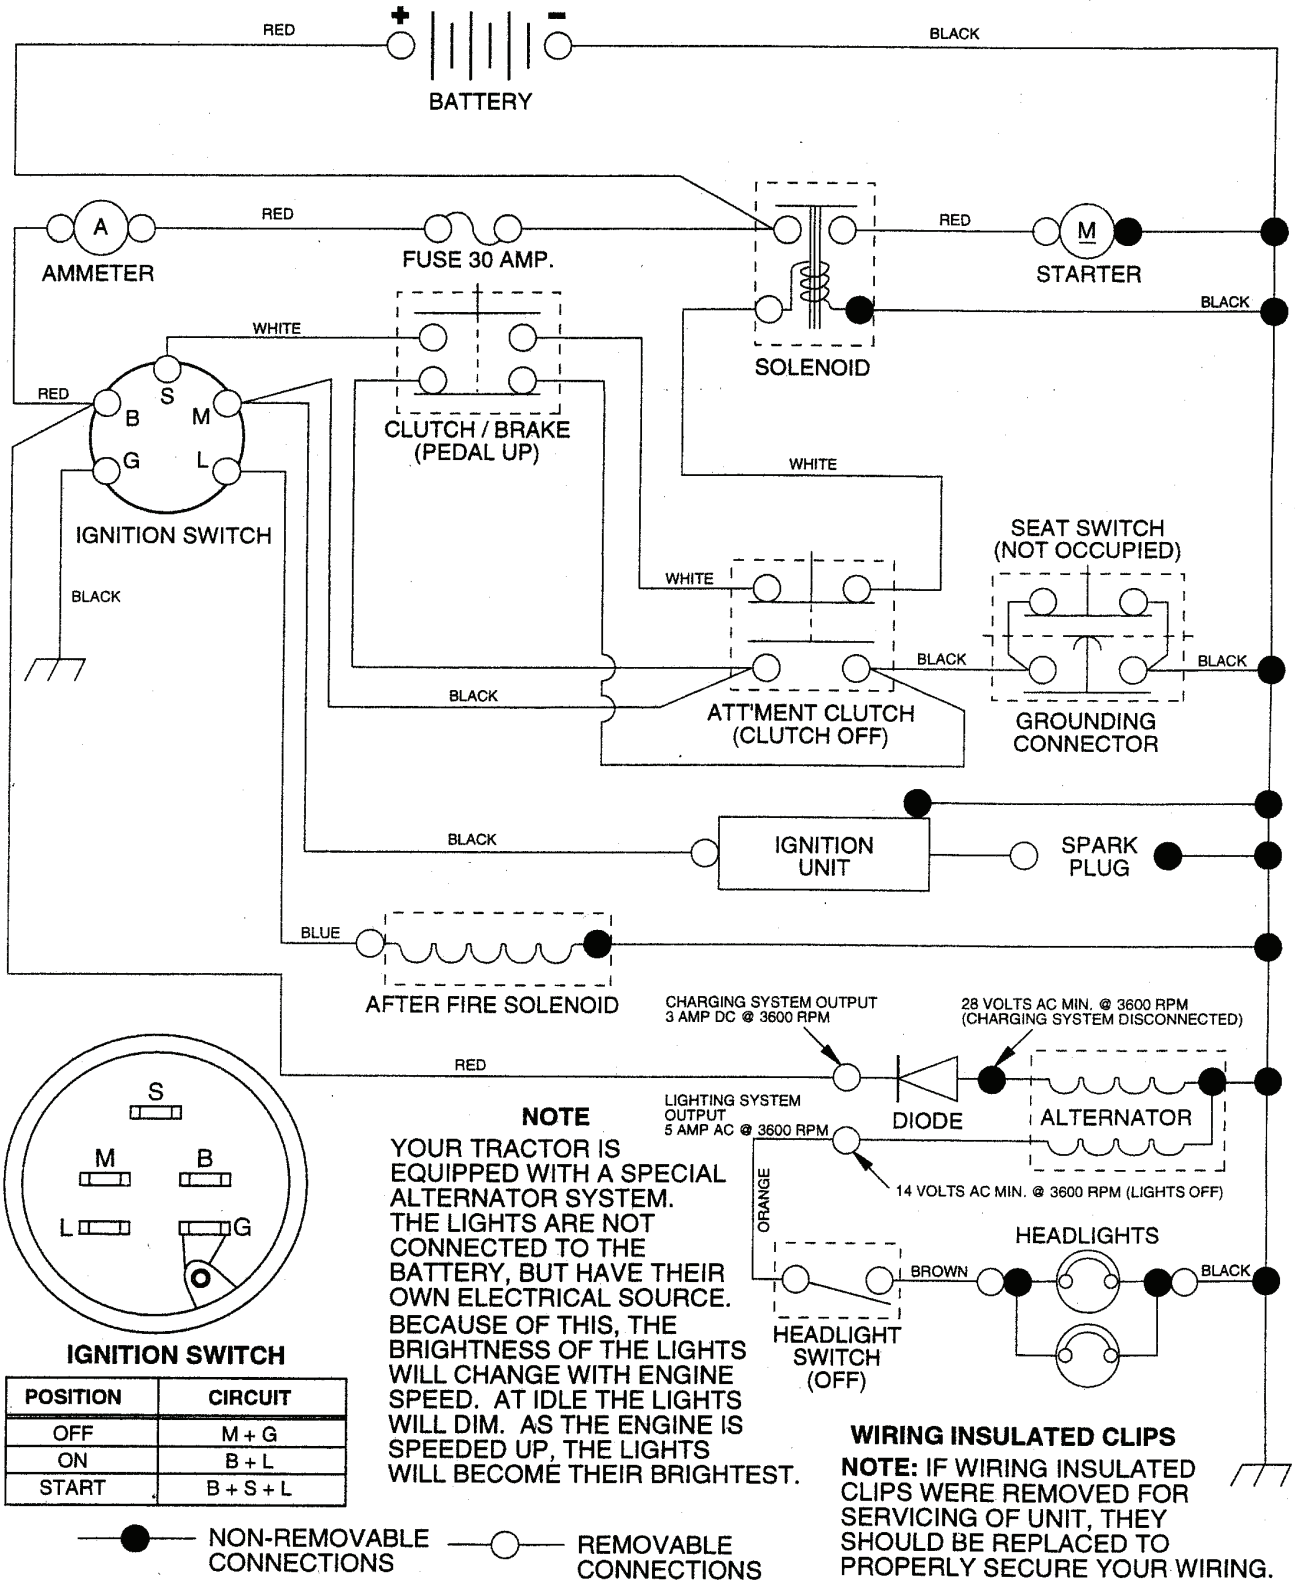 +
−
RED
BLACK
BATTERY
RED
A
AMMETER
FUSE 30 AMP.
RED
M
STARTER
BLACK
SOLENOID
WHITE
CLUTCH / BRAKE
(PEDAL UP)
RED
S
B
M
G
L
IGNITION SWITCH
BLACK
WHITE
WHITE
SEAT SWITCH
(NOT OCCUPIED)
BLACK
BLACK
BLACK
ATT'MENT CLUTCH
(CLUTCH OFF)
GROUNDING
CONNECTOR
BLACK
IGNITION
UNIT
SPARK
PLUG
BLUE
AFTER FIRE SOLENOID
CHARGING SYSTEM OUTPUT
3 AMP DC @ 3600 RPM
28 VOLTS AC MIN. @ 3600 RPM
(CHARGING SYSTEM DISCONNECTED)
RED
DIODE
ALTERNATOR
LIGHTING SYSTEM
OUTPUT
5 AMP AC @ 3600 RPM
14 VOLTS AC MIN. @ 3600 RPM (LIGHTS OFF)
ORANGE
HEADLIGHTS
BROWN
BLACK
HEADLIGHT
SWITCH
(OFF)
NOTE
YOUR TRACTOR IS
EQUIPPED WITH A SPECIAL
ALTERNATOR SYSTEM.
THE LIGHTS ARE NOT
CONNECTED TO THE
BATTERY, BUT HAVE THEIR
OWN ELECTRICAL SOURCE.
BECAUSE OF THIS, THE
BRIGHTNESS OF THE LIGHTS
WILL CHANGE WITH ENGINE
SPEED. AT IDLE THE LIGHTS
WILL DIM. AS THE ENGINE IS
SPEEDED UP, THE LIGHTS
WILL BECOME THEIR BRIGHTEST.
S
M
B
L
G
IGNITION SWITCH
POSITION CIRCUIT
OFF M + G
ON B + L
START B + S + L
WIRING INSULATED CLIPS
NOTE: IF WIRING INSULATED
CLIPS WERE REMOVED FOR
SERVICING OF UNIT, THEY
SHOULD BE REPLACED TO
PROPERLY SECURE YOUR WIRING.
NON-REMOVABLE
CONNECTIONS
REMOVABLE
CONNECTIONS